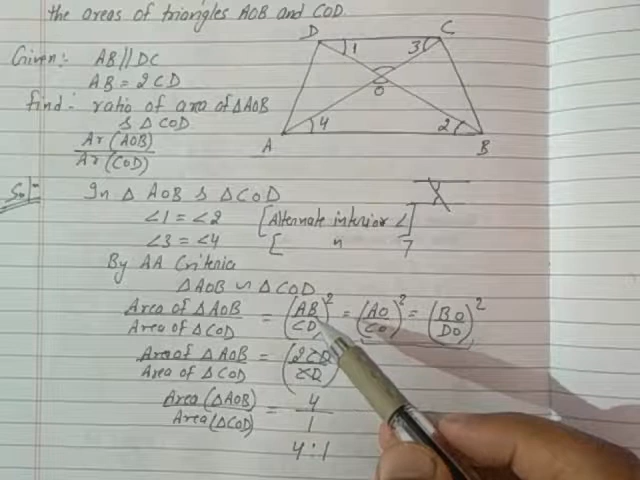 the areas of triangles AOB and COD
Given:- AB // DC
AB = 2CD
find:- ratio of area of ΔAOB
& Δ COD
Ar (AOB)
Ar (COD)
D
C
1
3
O
4
2
A
B
Sol:- In Δ AOB & ΔCOD
∠1 = ∠2 [Alternate interior ∠]
∠3 = ∠4 [ " ]
By AA Criteria
ΔAOB ∽ ΔCOD
Area of ΔAOB / Area of ΔCOD = (AB/CD)² = (AO/CO)² = (BO/DO)²
Area of ΔAOB / Area of ΔCOD = (2CD/CD)
Area (ΔAOB) / Area (ΔCOD) = 4/1
4 : 1